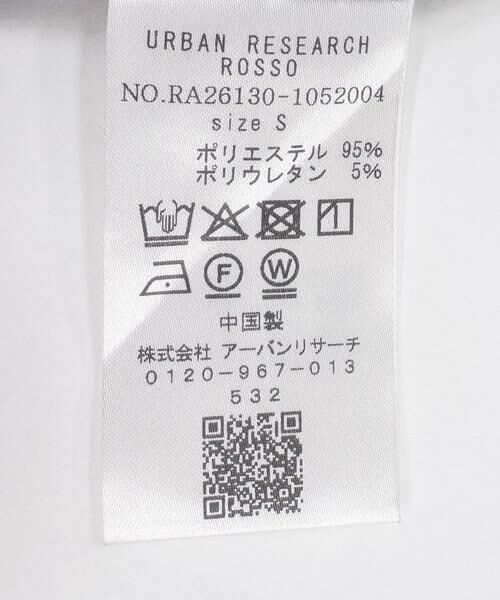 URBAN RESEARCH
ROSSO
NO.RA26130-1052004
size S
ポリエステル 95%
ポリウレタン 5%
F W
中国製
株式会社 アーバンリサーチ
0120-967-013
532